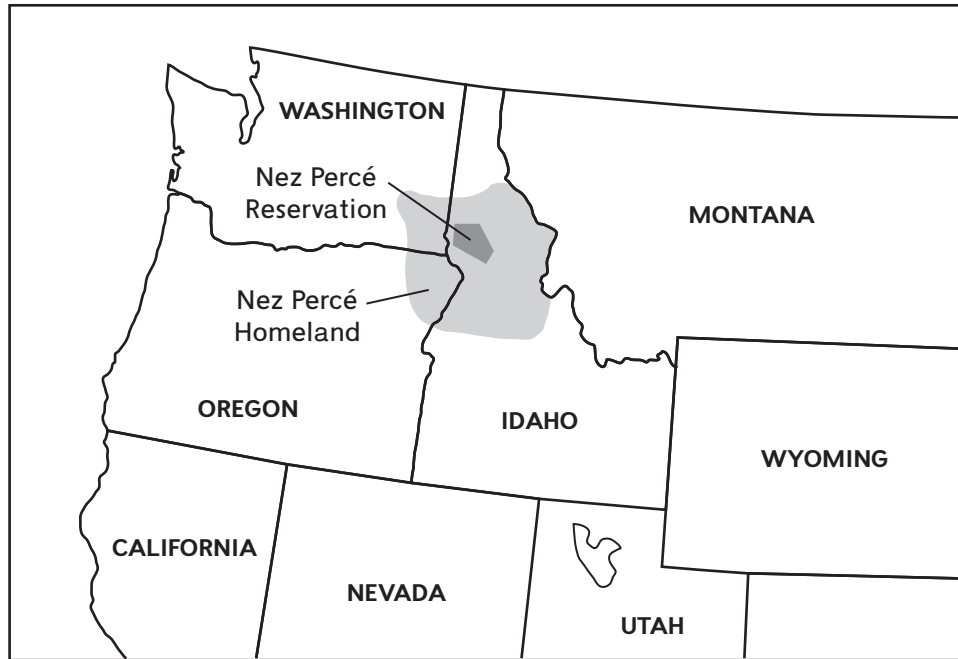 WASHINGTON
Nez Percé
Reservation
MONTANA
Nez Percé
Homeland
OREGON
IDAHO
WYOMING
CALIFORNIA
NEVADA
UTAH